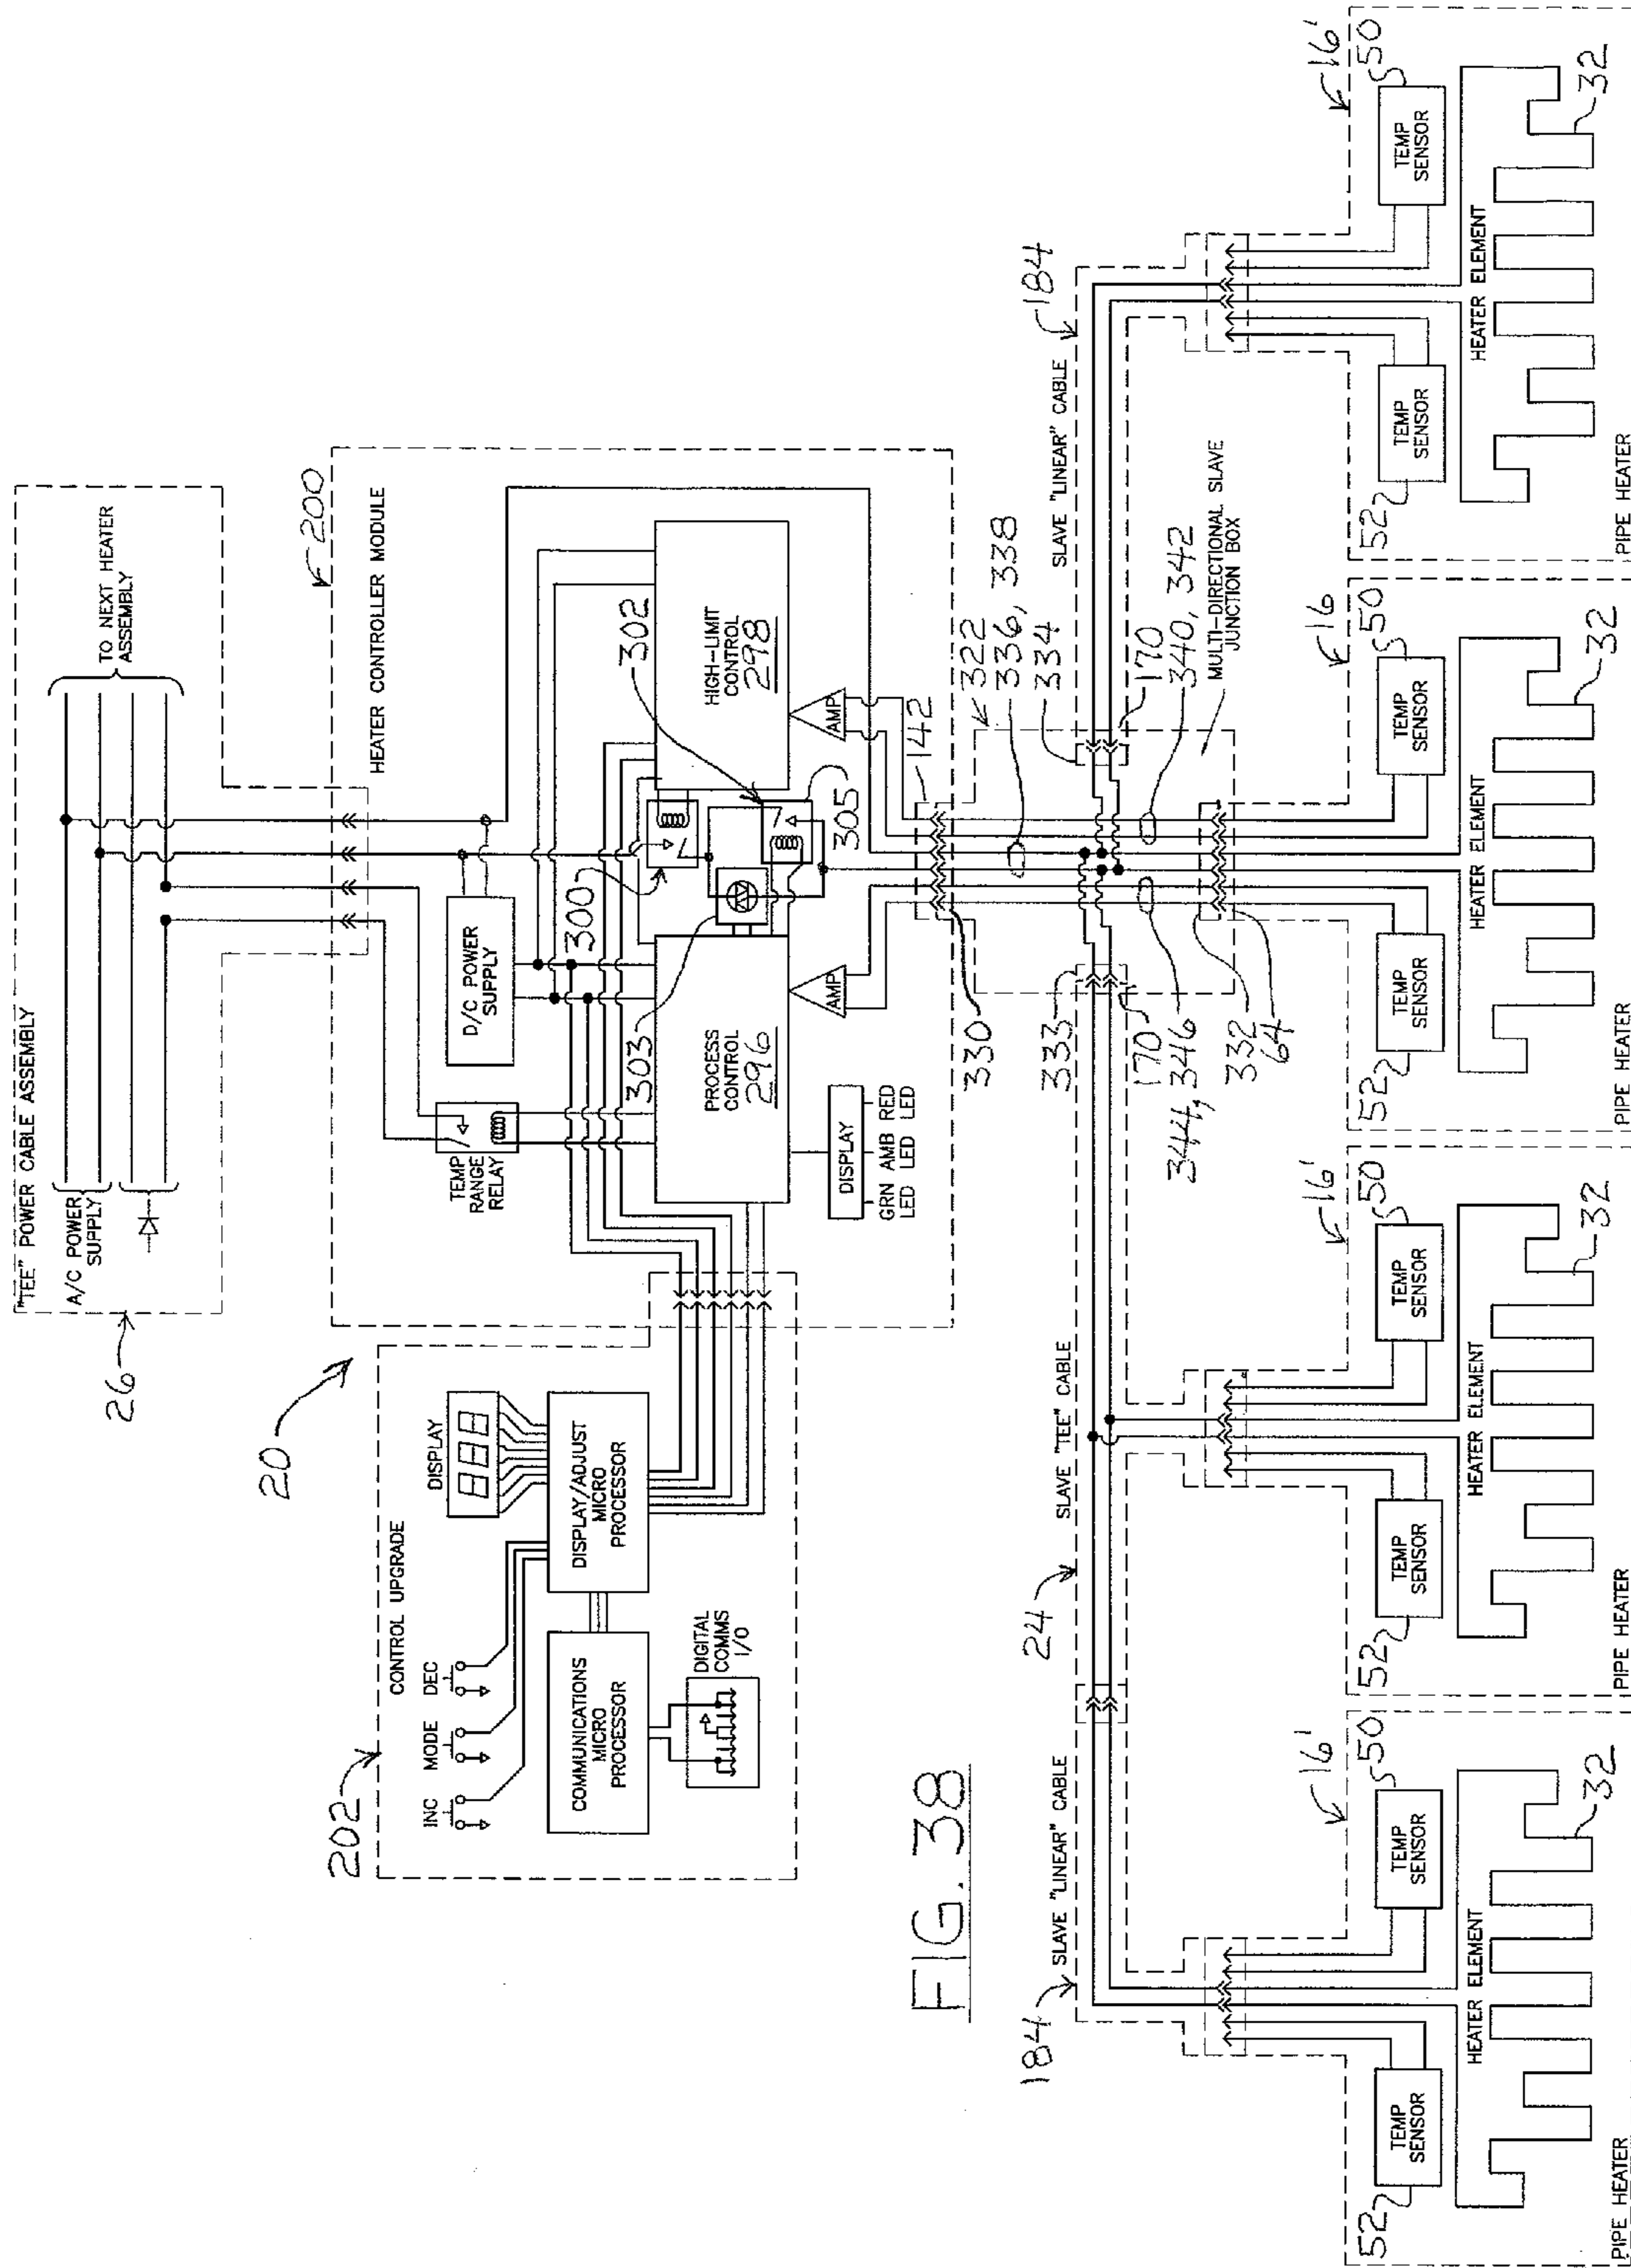 "TEE" POWER CABLE ASSEMBLY
A/C POWER
SUPPLY
TO NEXT HEATER
ASSEMBLY
26
20
200
HEATER CONTROLLER MODULE
D/C POWER
SUPPLY
TEMP
RANGE
RELAY
300
302
303
305
PROCESS
CONTROL
296
HIGH-LIMIT
CONTROL
298
AMP
AMP
DISPLAY
GRN AMB RED
LED LED LED
202
CONTROL UPGRADE
INC MODE DEC
DISPLAY
888
DISPLAY/ADJUST
MICRO
PROCESSOR
COMMUNICATIONS
MICRO
PROCESSOR
DIGITAL
COMMS
I/O
FIG. 38
142
322
330
336, 338
334
333
170
170
340, 342
344, 346
332
64
MULTI-DIRECTIONAL SLAVE
JUNCTION BOX
184
SLAVE "LINEAR" CABLE
24
SLAVE "TEE" CABLE
SLAVE "LINEAR" CABLE
184
16'
52
TEMP
SENSOR
TEMP
SENSOR
50
HEATER ELEMENT
32
PIPE HEATER
16'
52
TEMP
SENSOR
TEMP
SENSOR
50
HEATER ELEMENT
32
PIPE HEATER
16
52
TEMP
SENSOR
TEMP
SENSOR
50
HEATER ELEMENT
32
PIPE HEATER
16'
52
TEMP
SENSOR
TEMP
SENSOR
50
HEATER ELEMENT
32
PIPE HEATER